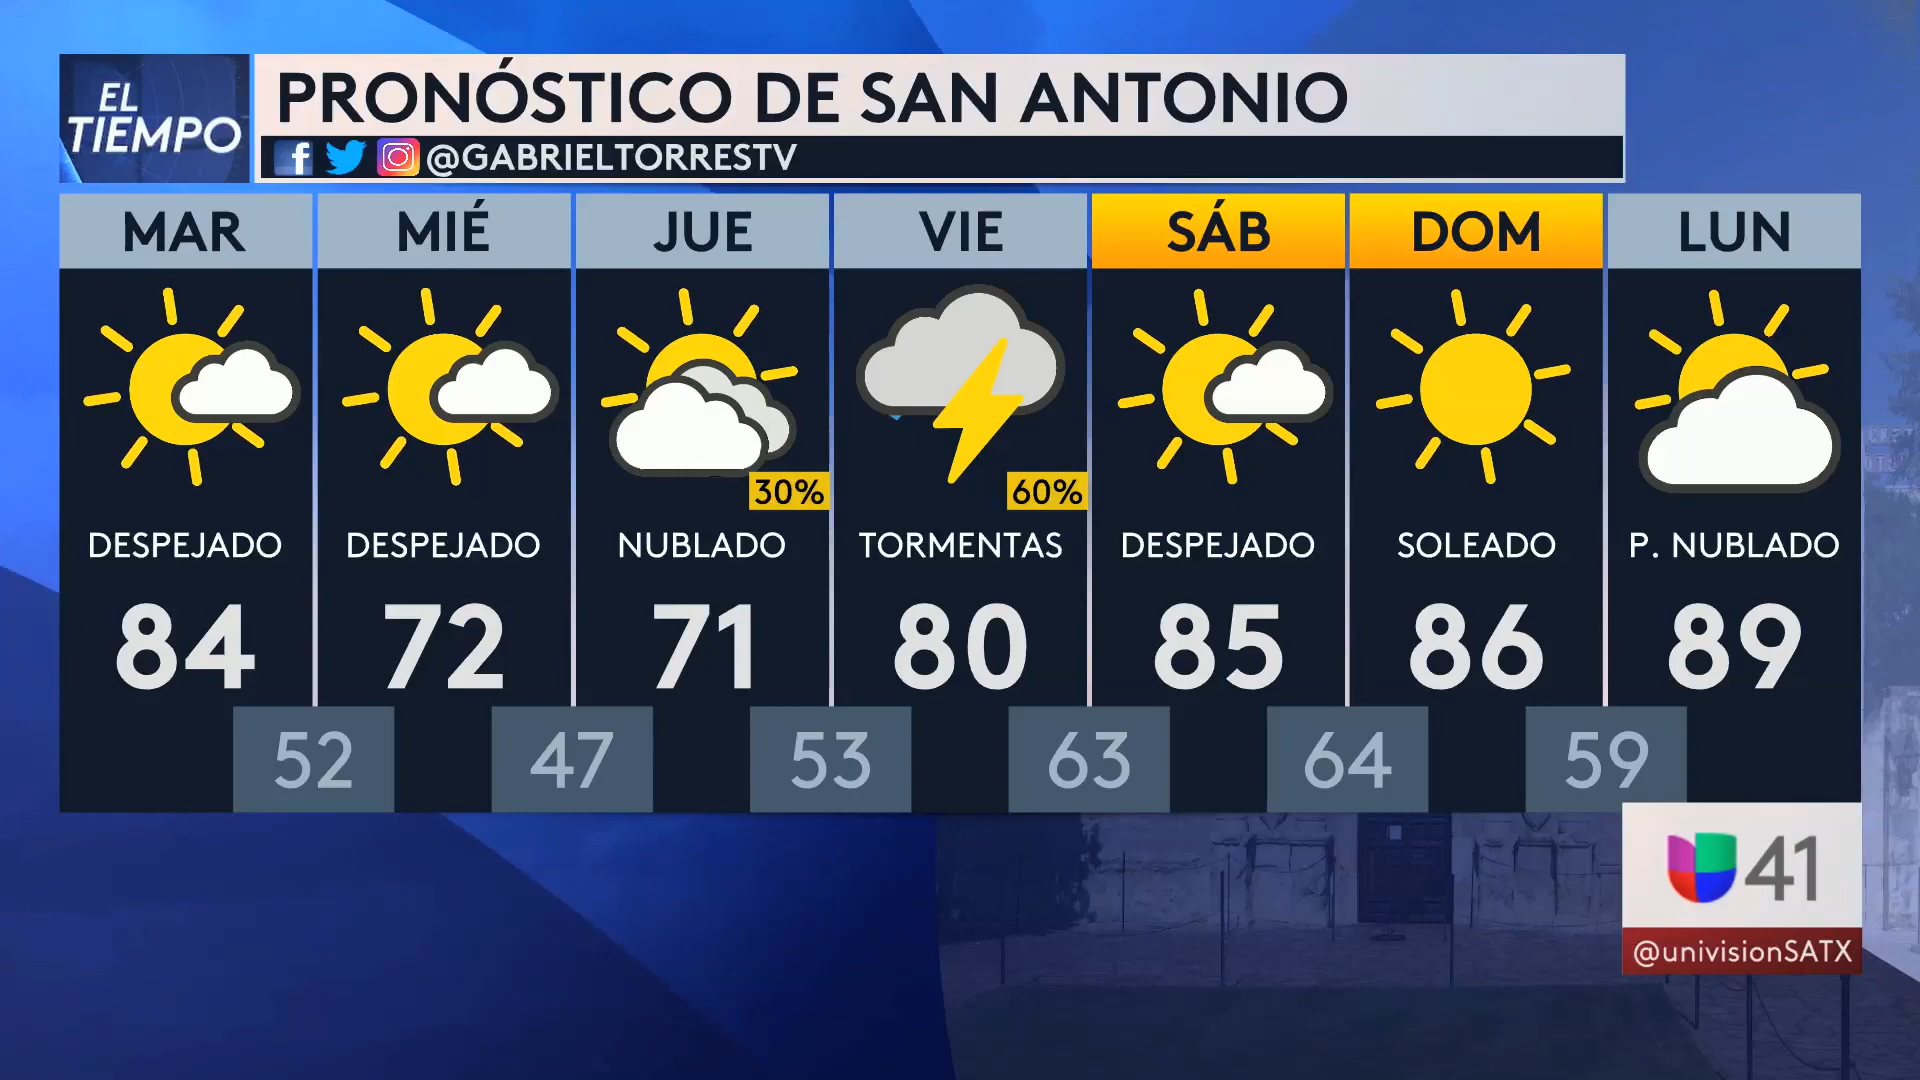 EL
TIEMPO
PRONÓSTICO DE SAN ANTONIO
@GABRIELTORRESTV
MAR MIÉ JUE VIE SÁB DOM LUN
30% 60%
DESPEJADO DESPEJADO NUBLADO TORMENTAS DESPEJADO SOLEADO P. NUBLADO
84 72 71 80 85 86 89
52 47 53 63 64 59
41
@univisionSATX